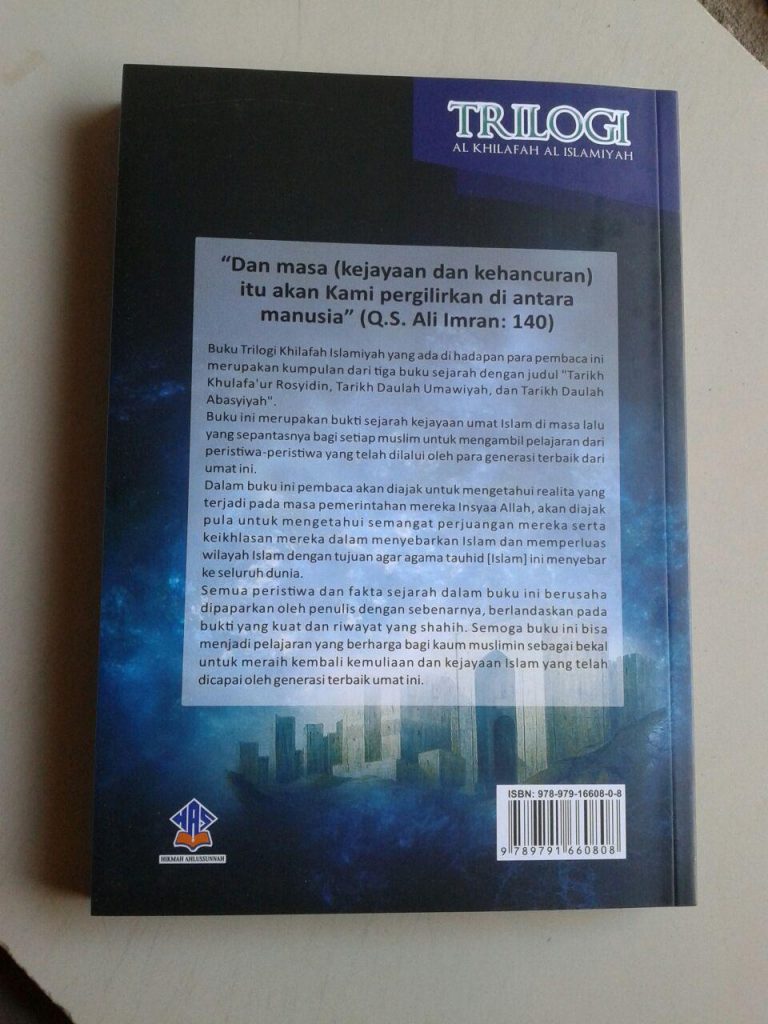 TRILOGI
AL KHILAFAH AL ISLAMIYAH
“Dan masa (kejayaan dan kehancuran)
itu akan Kami pergilirkan di antara
manusia” (Q.S. Ali Imran: 140)
Buku Trilogi Khilafah Islamiyah yang ada di hadapan para pembaca ini
merupakan kumpulan dari tiga buku sejarah dengan judul "Tarikh
Khulafa'ur Rosyidin, Tarikh Daulah Umawiyah, dan Tarikh Daulah
Abasyiyah".
Buku ini merupakan bukti sejarah kejayaan umat Islam di masa lalu
yang sepantasnya bagi setiap muslim untuk mengambil pelajaran dari
peristiwa-peristiwa yang telah dilalui oleh para generasi terbaik dari
umat ini.
Dalam buku ini pembaca akan diajak untuk mengetahui realita yang
terjadi pada masa pemerintahan mereka Insyaa Allah, akan diajak
pula untuk mengetahui semangat perjuangan mereka serta
keikhlasan mereka dalam menyebarkan Islam dan memperluas
wilayah Islam dengan tujuan agar agama tauhid [Islam] ini menyebar
ke seluruh dunia.
Semua peristiwa dan fakta sejarah dalam buku ini berusaha
dipaparkan oleh penulis dengan sebenarnya, berlandaskan pada
bukti yang kuat dan riwayat yang shahih. Semoga buku ini bisa
menjadi pelajaran yang berharga bagi kaum muslimin sebagai bekal
untuk meraih kembali kemuliaan dan kejayaan Islam yang telah
dicapai oleh generasi terbaik umat ini.
HAS
HIKMAH AHLUSSUNNAH
ISBN: 978-979-16608-0-8
9 789791 660808